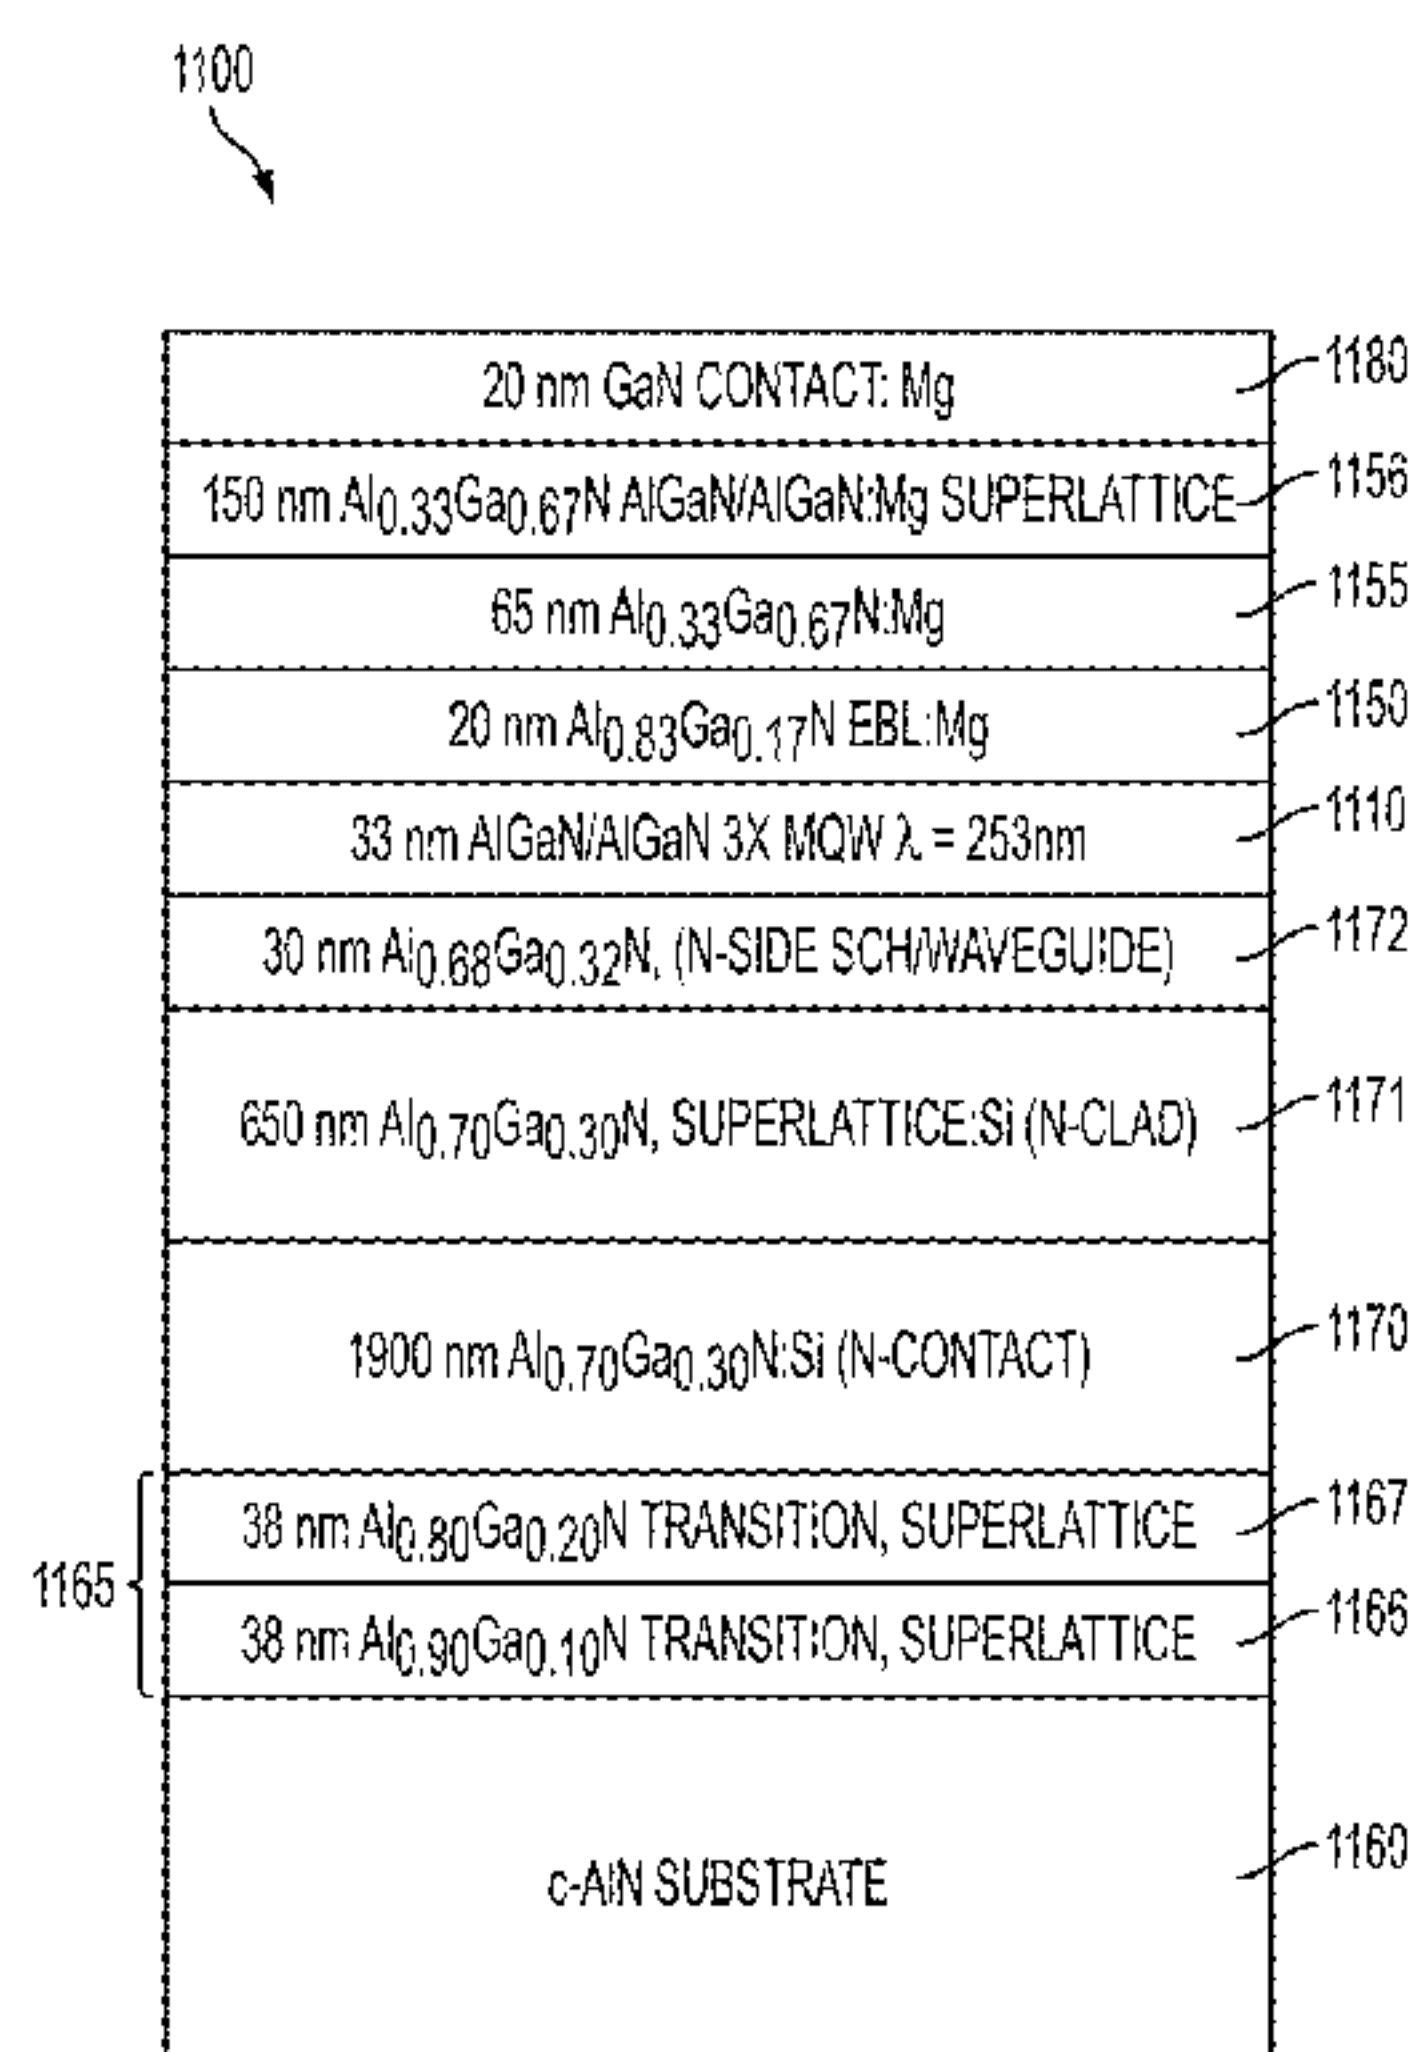 1100
20 nm GaN CONTACT: Mg 1180
150 nm Al0.33Ga0.67N AlGaN/AlGaN:Mg SUPERLATTICE 1156
65 nm Al0.33Ga0.67N:Mg 1155
20 nm Al0.83Ga0.17N EBL:Mg 1150
33 nm AlGaN/AlGaN 3X MQW λ = 253nm 1110
30 nm Al0.68Ga0.32N, (N-SIDE SCH/WAVEGUIDE) 1172
650 nm Al0.70Ga0.30N, SUPERLATTICE:Si (N-CLAD) 1171
1900 nm Al0.70Ga0.30N:Si (N-CONTACT) 1170
38 nm Al0.80Ga0.20N TRANSITION, SUPERLATTICE 1167
1165
38 nm Al0.90Ga0.10N TRANSITION, SUPERLATTICE 1166
c-AlN SUBSTRATE 1160